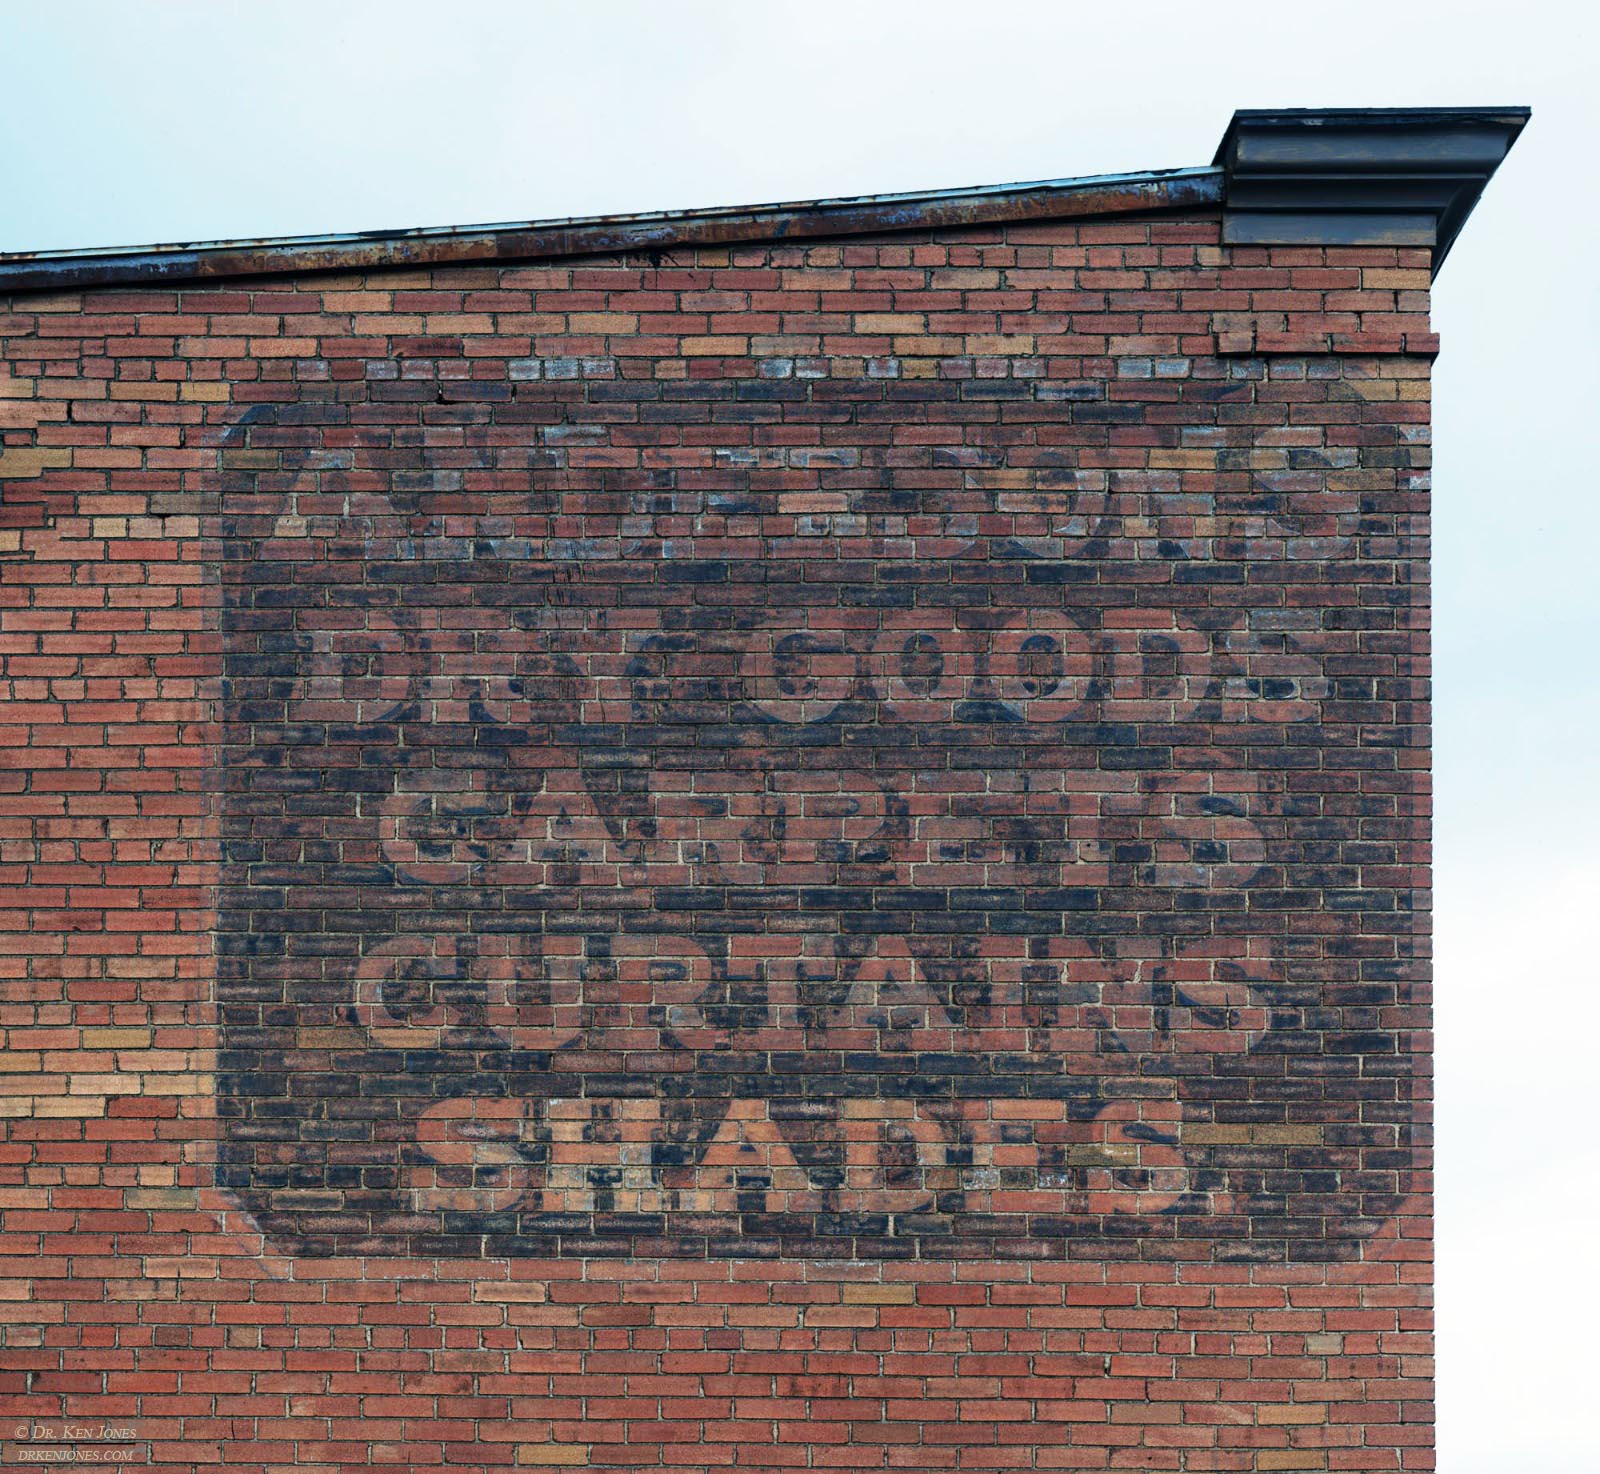 DRY GOODS
CARPETS
CURTAINS
SHADES
© DR. KEN JONES
DRKENJONES.COM